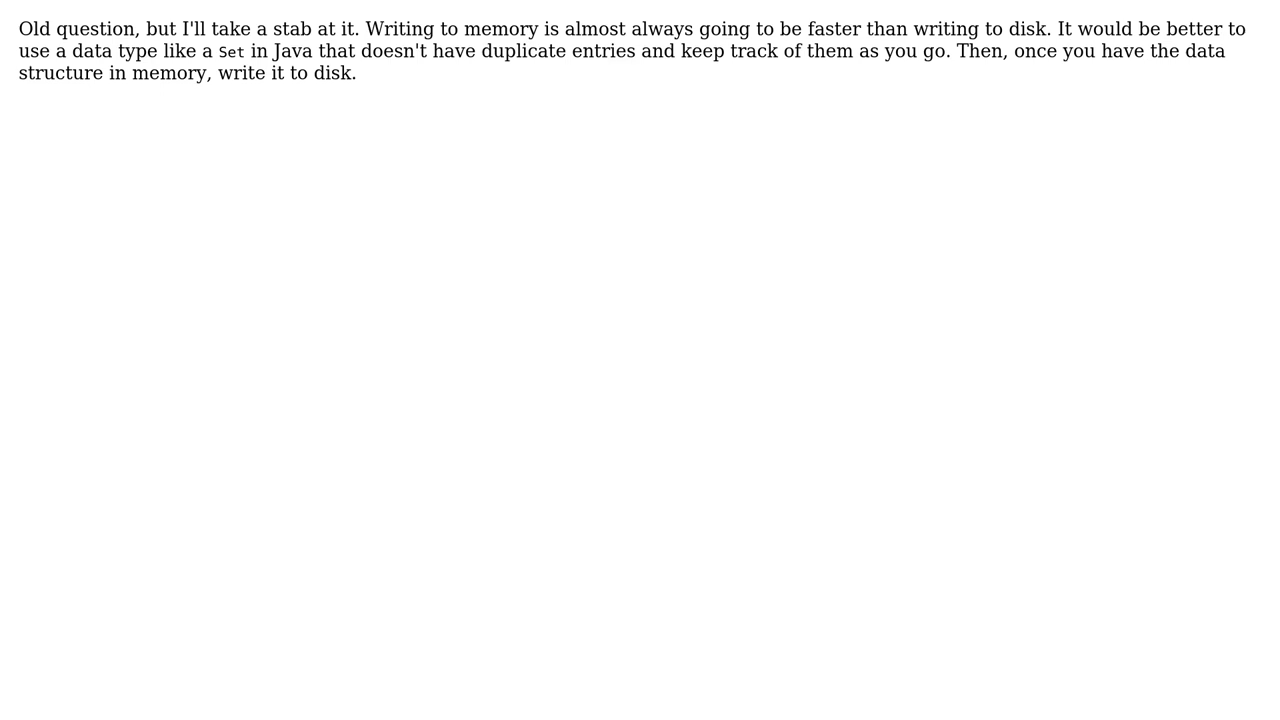 Old question, but I'll take a stab at it. Writing to memory is almost always going to be faster than writing to disk. It would be better to
use a data type like a Set in Java that doesn't have duplicate entries and keep track of them as you go. Then, once you have the data
structure in memory, write it to disk.